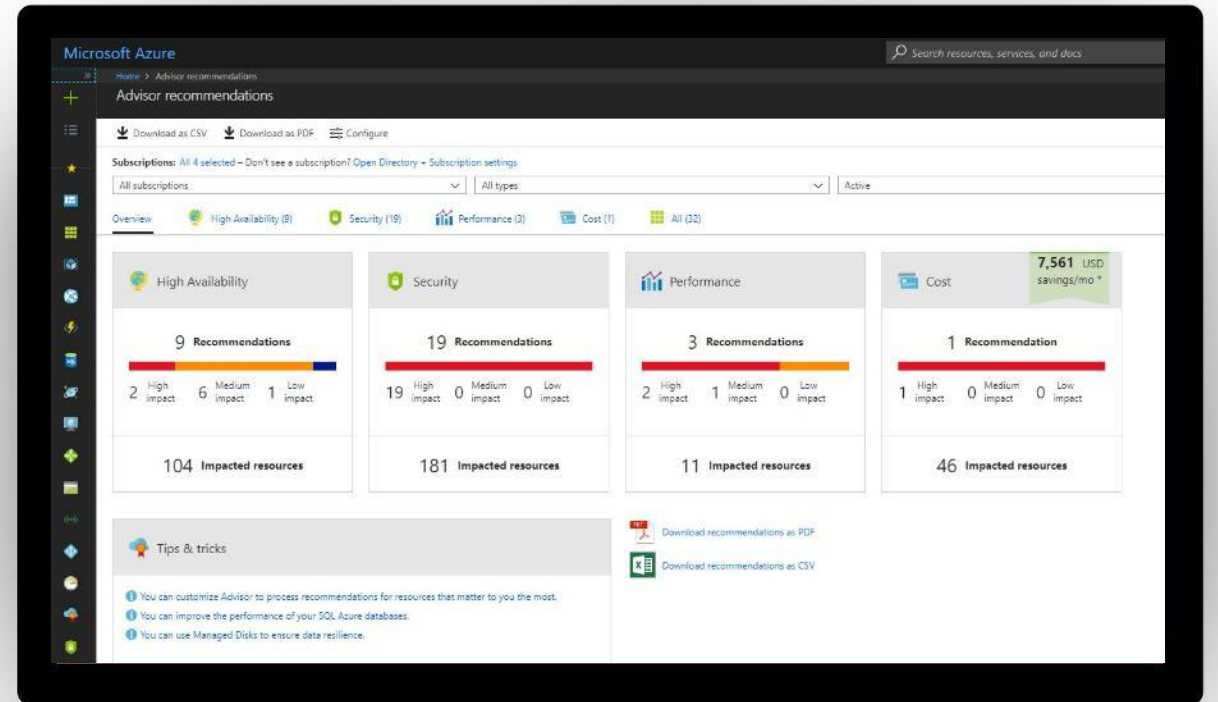 Microsoft Azure
Search resources, services, and docs
Home > Advisor recommendations
Advisor recommendations
Download as CSV Download as PDF Configure
Subscriptions: All 4 selected – Don't see a subscription? Open Directory + Subscription settings
All subscriptions All types Active
Overview High Availability (9) Security (19) Performance (3) Cost (1) All (32)
High Availability
9 Recommendations
2 High impact 6 Medium impact 1 Low impact
104 Impacted resources
Security
19 Recommendations
19 High impact 0 Medium impact 0 Low impact
181 Impacted resources
Performance
3 Recommendations
2 High impact 1 Medium impact 0 Low impact
11 Impacted resources
Cost
7,561 USD
savings/mo *
1 Recommendation
1 High impact 0 Medium impact 0 Low impact
46 Impacted resources
Tips & tricks
You can customize Advisor to process recommendations for resources that matter to you the most.
You can improve the performance of your SQL Azure databases.
You can use Managed Disks to ensure data resilience.
Download recommendations as PDF
Download recommendations as CSV